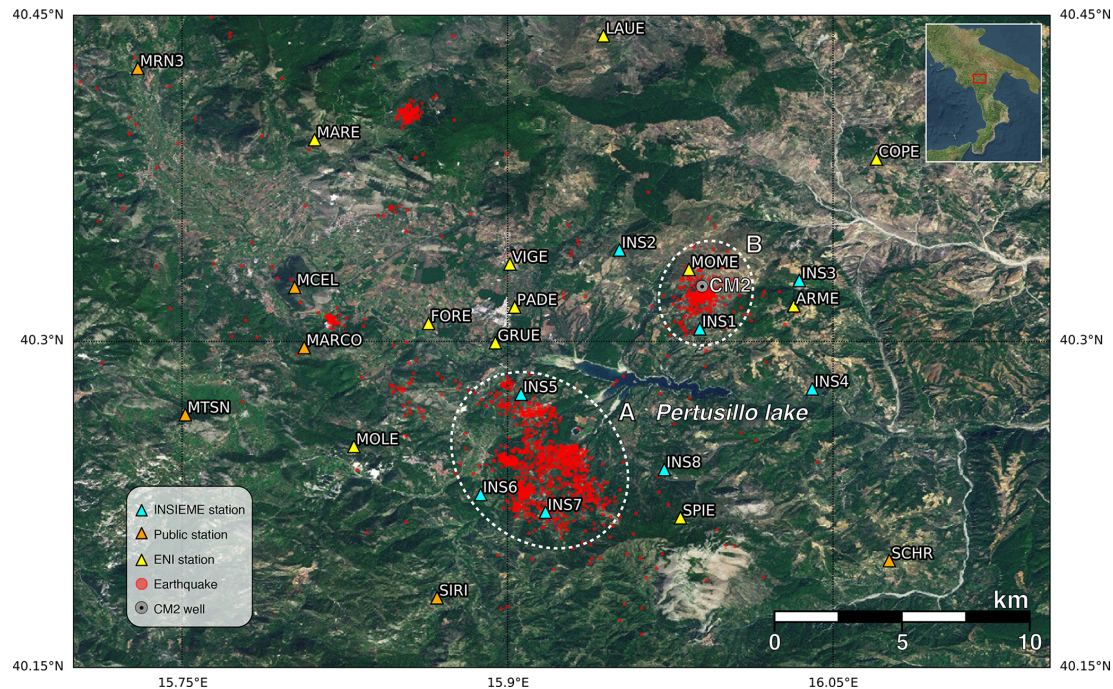 40.45°N
40.45°N
LAUE
MRN3
MARE
COPE
INS2
B
VIGE
MOME
INS3
MCEL
CM2
PADE
ARME
FORE
INS1
MARCO
GRUE
40.3°N
40.3°N
INS5
INS4
MTSN
A
Pertusillo lake
MOLE
INS8
INS6
INS7
SPIE
INSIEME station
Public station
ENI station
Earthquake
CM2 well
SCHR
SIRI
km
0
5
10
40.15°N
40.15°N
15.75°E
15.9°E
16.05°E